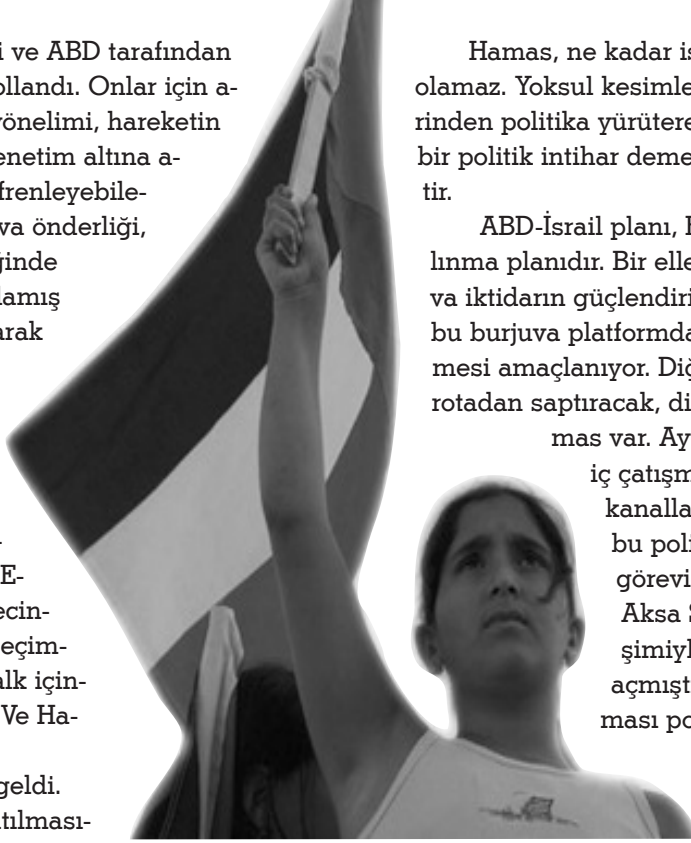 i ve ABD tarafından
ollandı. Onlar için a-
yönelimi, hareketin
enetim altına a-
frenleyebile-
va önderliği,
ğinde
lamış
arak
E-
ecin-
eçim-
alk için-
Ve Ha-
geldi.
atılması-
Hamas, ne kadar is
olamaz. Yoksul kesimle
rinden politika yürütere
bir politik intihar deme
tir.
ABD-İsrail planı, 
lınma planıdır. Bir elle
va iktidarın güçlendiri
bu burjuva platformda
mesi amaçlanıyor. Diğ
rotadan saptıracak, di
mas var. Ay
iç çatışm
kanalla
bu poli
görevi
Aksa
şimiyl
açmıştı
ması po